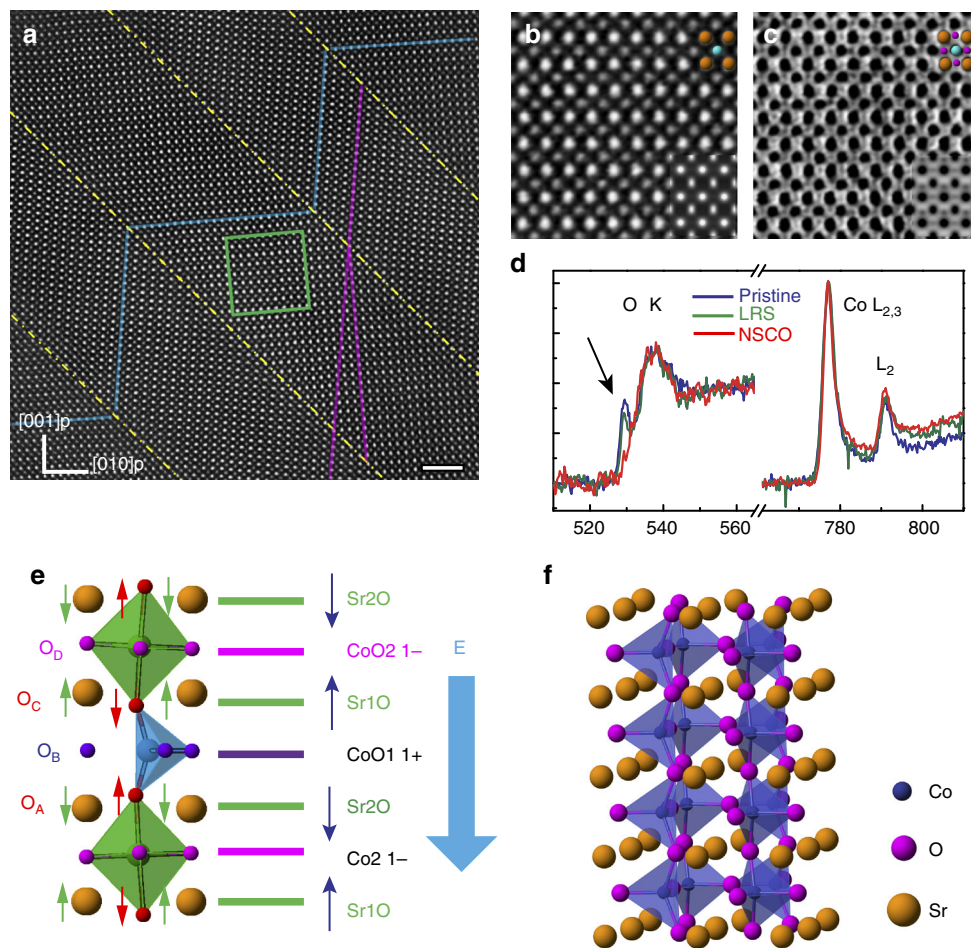 a
[001]p
[010]p
b
c
d
O K
Pristine
LRS
NSCO
Co L2,3
L2
520 540 560 780 800
e
Sr2O
OD
CoO2 1–
E
OC
Sr1O
OB
CoO1 1+
OA
Sr2O
Co2 1–
Sr1O
f
Co
O
Sr